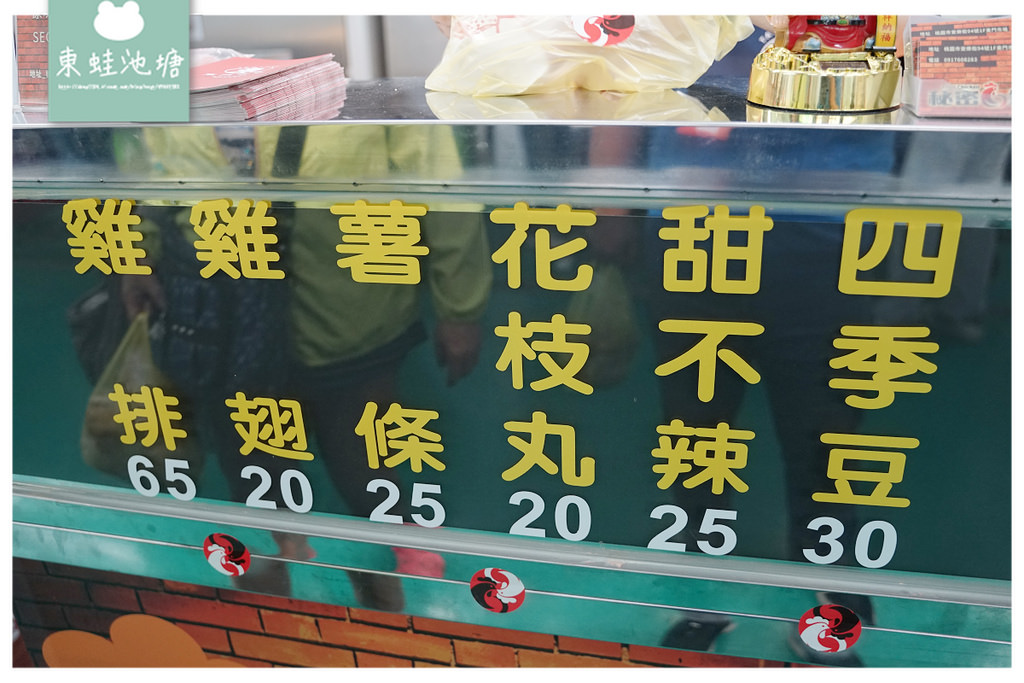 東蛙池塘
雞排 65
雞翅 20
薯條 25
花枝丸 20
甜不辣 25
四季豆 30